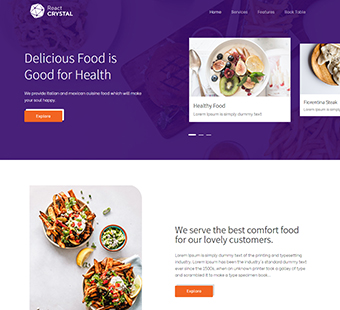 React
CRYSTAL
Home
Services
Features
Book Table
Delicious Food is
Good for Health
We provide Italian and mexican cuisine food which will make
your soul happy.
Explore
Healthy Food
Lorem ipsum is simply dummy text
Fiorentina Steak
Lorem ipsum is simply dummy
We serve the best comfort food
for our lovely customers.
Lorem ipsum is simply dummy text of the printing and typesetting
industry. Lorem Ipsum has been the industry's standard dummy text
ever since the 1500s, when an unknown printer took a galley of type
and scrambled it to make a type specimen book..
Explore